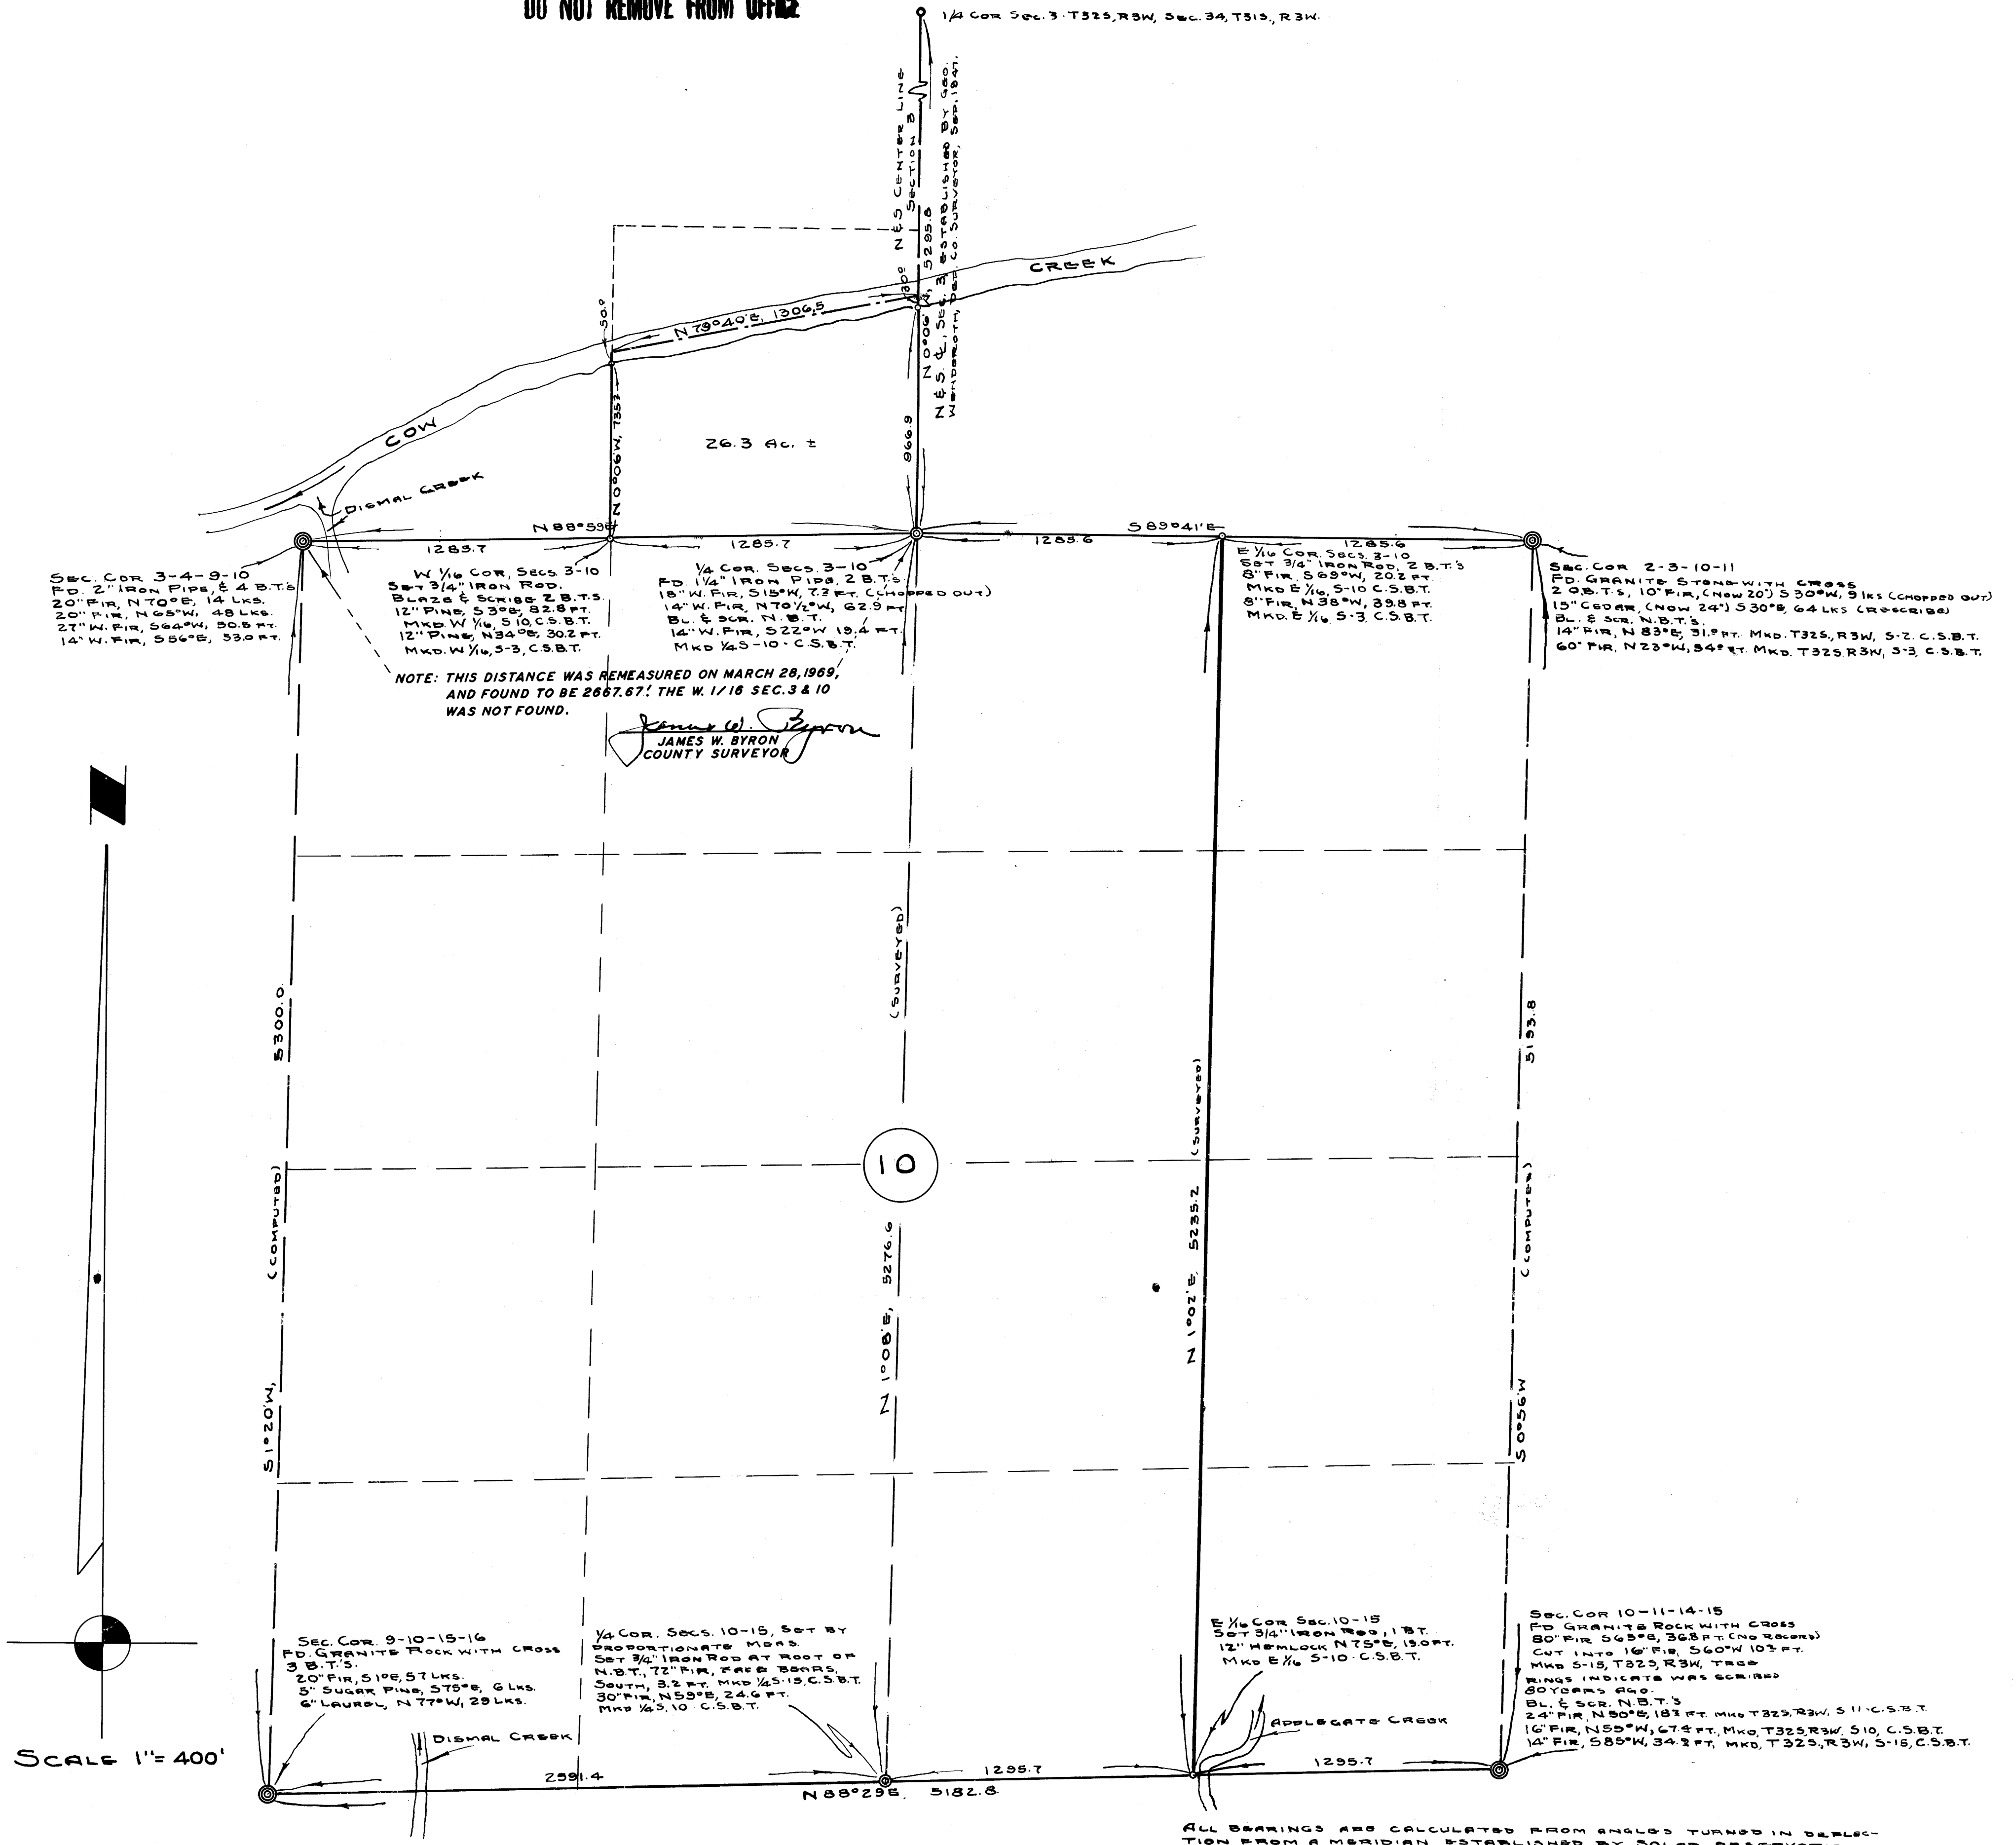 DO NOT REMOVE FROM OFFICE
1/4 COR SEC. 3. T32S, R3W, SEC. 34, T31S., R3W.
N&S CENTER LINE
SECTION 3
N 0°06'
5295.8
N&S ℄, SEC. 3, ESTABLISHED BY GEO.
WONDEROTH, DEP. CO. SURVEYOR, SEP. 1947.
CREEK
N 79°40'E, 1306.5
COW
26.3 AC. ±
N 0°06'W, 735.2
966.9
DISMAL CREEK
N 88°59'E
S 89°41'E
1285.7
1285.7
1285.6
1285.6
SEC. COR 3-4-9-10
FD. 2" IRON PIPE, & 4 B.T.'S
20" FIR, N 70°E, 14 LKS.
20" FIR, N 65°W, 48 LKS.
27" W. FIR, S64°W, 50.5 FT.
14" W. FIR, S56°E, 53.0 FT.
W 1/16 COR, SECS. 3-10
SET 3/4" IRON ROD.
BLAZE & SCRIBE 2 B.T.S.
12" PINE, S 3°E, 82.8 FT.
MKD. W 1/16, S 10, C.S.B.T.
12" PINE, N34°E, 30.2 FT.
MKD. W 1/16, S-3, C.S.B.T.
1/4 COR. SECS. 3-10
FD. 1 1/4" IRON PIPE, 2 B.T.'S
18" W. FIR, S 15°W, 7.2 FT. (CHOPPED OUT)
14" W. FIR, N70 1/2°W, 62.9 FT
BL. & SCR. N.B.T.
14" W. FIR, S22°W 19.4 FT.
MKD 1/4 S-10-C.S.B.T.
E 1/16 COR. SECS. 3-10
SET 3/4" IRON ROD, 2 B.T.'S
8" FIR, S 69°W, 20.2 FT.
MKD E 1/16, S-10 C.S.B.T.
8" FIR, N 38°W, 39.8 FT.
MKD. E 1/16 S-3, C.S.B.T.
SEC. COR 2-3-10-11
FD. GRANITE STONE WITH CROSS
2 O.B.T.'S, 10" FIR, (NOW 20") S 30°W, 9 LKS (CHOPPED OUT)
15" CEDAR, (NOW 24") S 30°E, 64 LKS (RESCRIBE)
BL. & SCR. N.B.T.'S.
14" FIR, N 83°E, 31.0 FT. MKD. T32S., R3W, S-2. C.S.B.T.
60" FIR, N 23°W, 54.0 FT. MKD. T32S. R3W, S-3, C.S.B.T.
NOTE: THIS DISTANCE WAS REMEASURED ON MARCH 28, 1969,
AND FOUND TO BE 2667.67'. THE W. 1/16 SEC. 3 & 10
WAS NOT FOUND.
James W. Byron
JAMES W. BYRON
COUNTY SURVEYOR
5300.0
(COMPUTED)
S 1°20'W,
(SURVEYED)
10
N 1°08'E, 5276.6
(SURVEYED)
N 1°02'E, 5235.2
5193.8
(COMPUTED)
S 0°56'W
SCALE 1"= 400'
SEC. COR. 9-10-15-16
FD. GRANITE ROCK WITH CROSS
3 B.T.'S.
20" FIR, S 1°E, 57 LKS.
5" SUGAR PINE, S75°E, 6 LKS.
6" LAUREL, N 77°W, 29 LKS.
1/4 COR. SECS. 10-15, SET BY
PROPORTIONATE MEAS.
SET 3/4" IRON ROD AT ROOT OF
N.B.T., 72" FIR, FACE BEARS,
SOUTH, 3.2 FT. MKD 1/4 S-15, C.S.B.T.
30" FIR, N 59°E, 24.6 FT.
MKD 1/4 S, 10 - C.S.B.T.
E 1/16 COR SEC. 10-15
SET 3/4" IRON ROD, 1 B.T.
12" HEMLOCK N 75°E, 15.0 FT.
MKD E 1/16 S-10- C.S.B.T.
SEC. COR 10-11-14-15
FD GRANITE ROCK WITH CROSS
80" FIR S65°E, 36.8 FT. (NO RECORD)
CUT INTO 16" FIR, S60°W 10.2 FT.
MKD S-15, T32S, R3W, TREE
RINGS INDICATE WAS SCRIBED
80 YEARS AGO.
BL. & SCR. N.B.T.'S
24" FIR, N50°E, 18.3 FT. MKD T32S, R3W, S 11-C.S.B.T.
16" FIR, N 55°W, 67.4 FT., MKD, T32S, R3W, S 10, C.S.B.T.
14" FIR, S85°W, 34.2 FT, MKD, T32S, R3W, S-15, C.S.B.T.
DISMAL CREEK
APPLEGATE CREEK
2591.4
1295.7
1295.7
N 88°29'E, 5182.8
ALL BEARINGS ARE CALCULATED FROM ANGLES TURNED IN DEFLEC-
TION FROM A MERIDIAN ESTABLISHED BY SOLAR